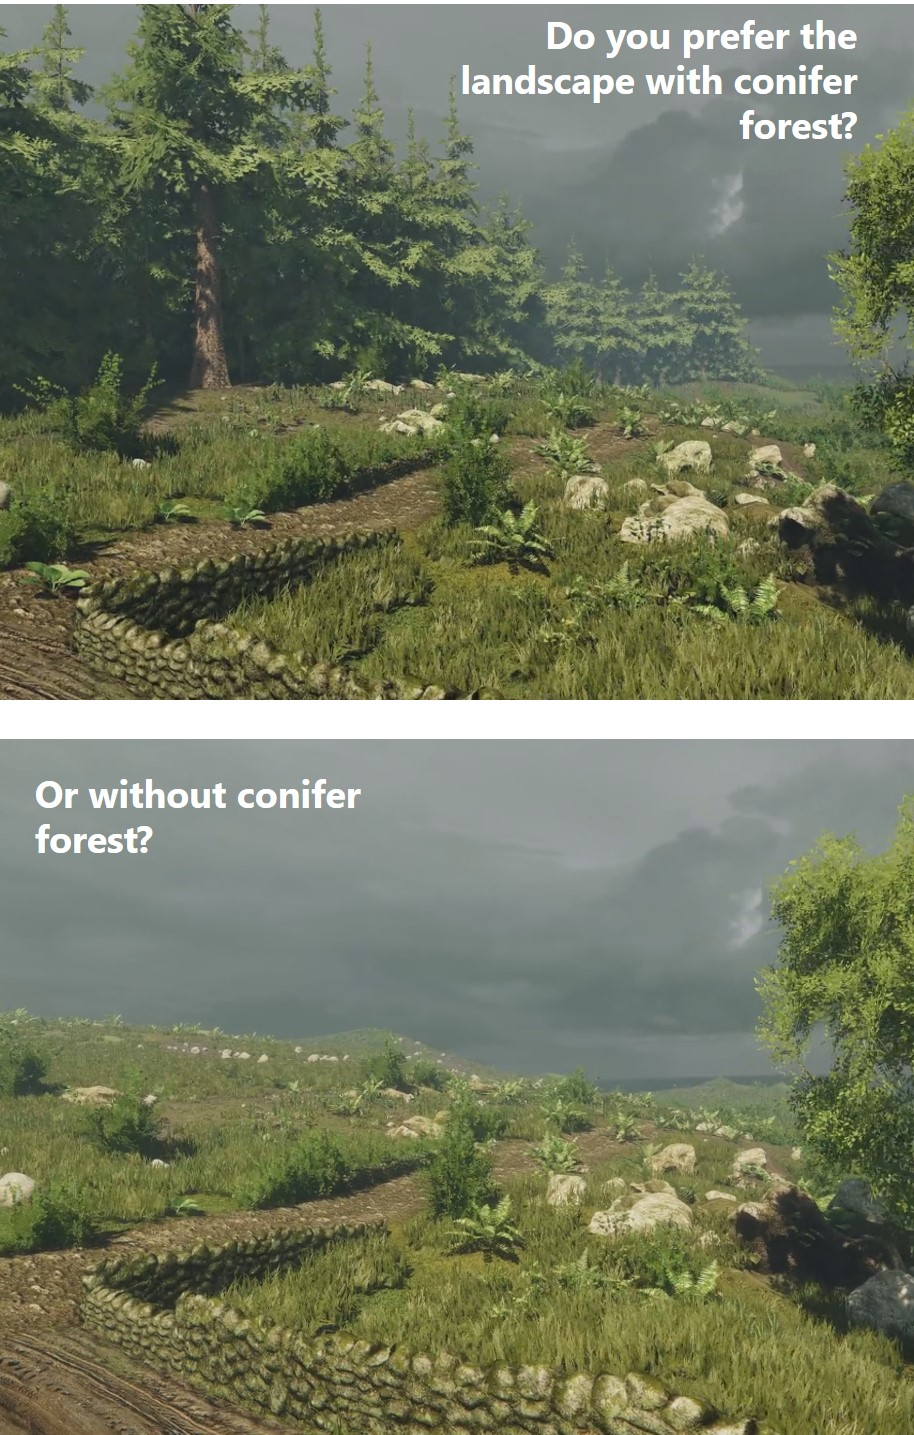 Do you prefer the
landscape with conifer
forest?
Or without conifer
forest?